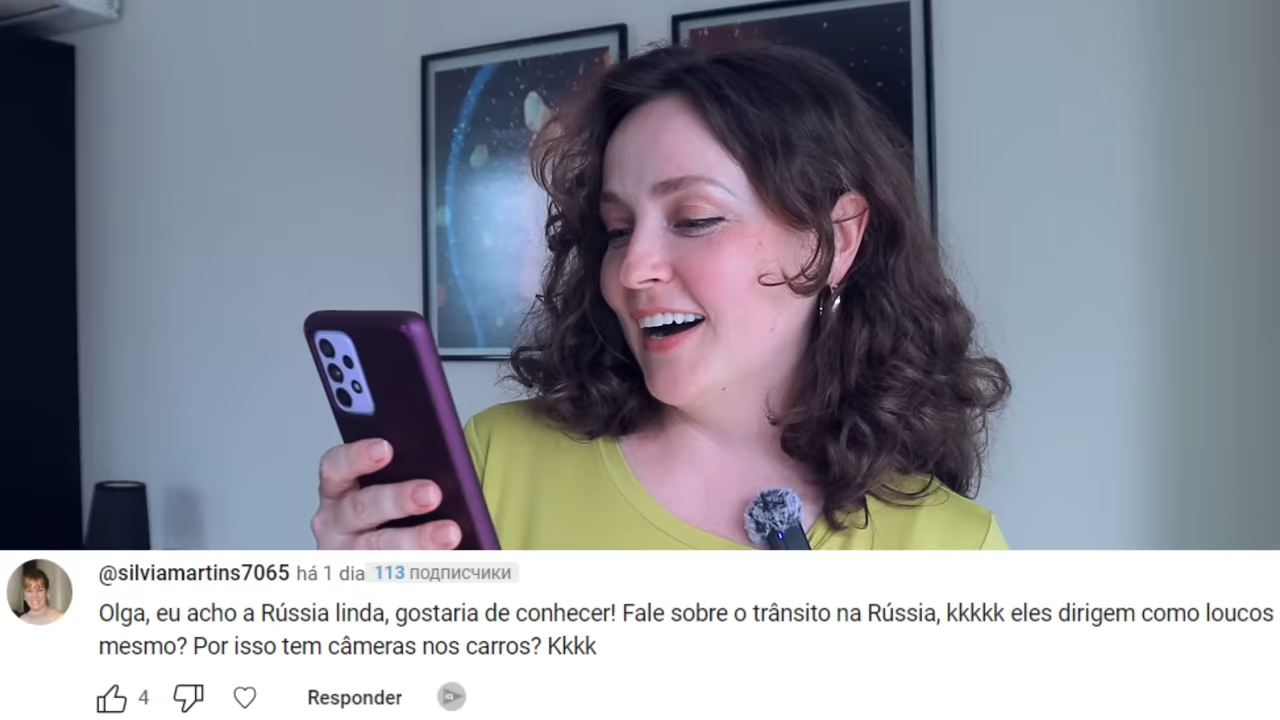 @silviamartins7065 há 1 dia 113 подписчики
Olga, eu acho a Rússia linda, gostaria de conhecer! Fale sobre o trânsito na Rússia, kkkkk eles dirigem como loucos
mesmo? Por isso tem câmeras nos carros? Kkkk
4 Responder